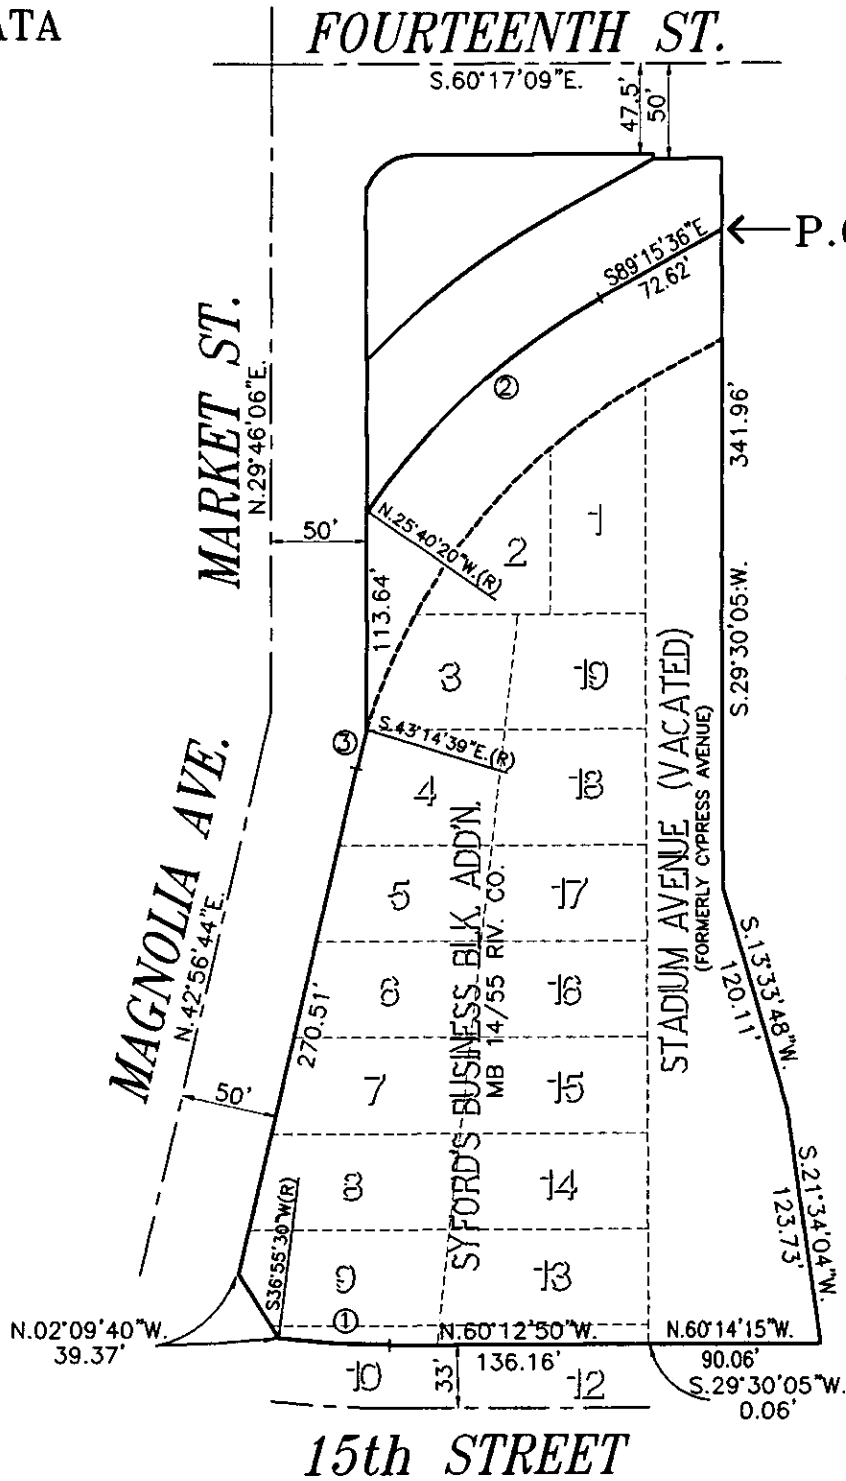 ATA
FOURTEENTH ST.
S.60°17'09"E.
47.5'
50'
P.
S89°15'36"E
72.62'
MARKET ST.
N.29°46'06"E.
50'
②
341.96'
S.29°30'05"W.
N.25°40'20"W.(R)
113.64'
1
2
3
19
③
S.43°14'39"E.(R)
4
18
STADIUM AVENUE (VACATED)
(FORMERLY CYPRESS AVENUE)
MAGNOLIA AVE.
N.42°56'44"E.
50'
270.51'
5
17
6
16
7
15
SYFORD'S BUSINESS BLK. ADD'N.
MB 14/55 RIV. CO.
S.13°33'48"W.
120.11'
8
14
S.21°34'04"W.
123.73'
S36°55'30"W(R)
9
13
①
N.02°09'40"W.
39.37'
N.60°12'50"W.
136.16'
N.60°14'15"W.
90.06'
S.29°30'05"W.
0.06'
10
33'
12
15th STREET